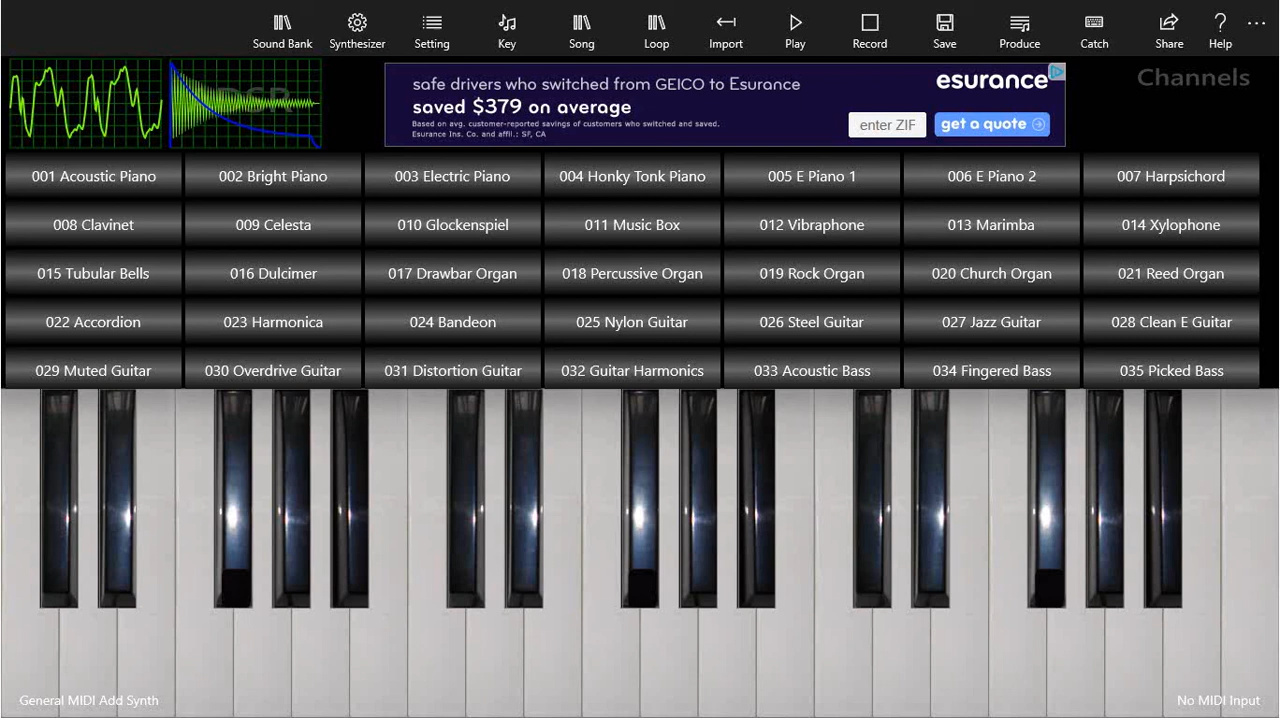 Sound Bank
Synthesizer
Setting
Key
Song
Loop
Import
Play
Record
Save
Produce
Catch
Share
Help
DSR
safe drivers who switched from GEICO to Esurance
saved $379 on average
Based on avg. customer-reported savings of customers who switched and saved.
Esurance Ins. Co. and affil.: SF, CA
esurance
enter ZIF
get a quote
Channels
001 Acoustic Piano
002 Bright Piano
003 Electric Piano
004 Honky Tonk Piano
005 E Piano 1
006 E Piano 2
007 Harpsichord
008 Clavinet
009 Celesta
010 Glockenspiel
011 Music Box
012 Vibraphone
013 Marimba
014 Xylophone
015 Tubular Bells
016 Dulcimer
017 Drawbar Organ
018 Percussive Organ
019 Rock Organ
020 Church Organ
021 Reed Organ
022 Accordion
023 Harmonica
024 Bandeon
025 Nylon Guitar
026 Steel Guitar
027 Jazz Guitar
028 Clean E Guitar
029 Muted Guitar
030 Overdrive Guitar
031 Distortion Guitar
032 Guitar Harmonics
033 Acoustic Bass
034 Fingered Bass
035 Picked Bass
General MIDI Add Synth
No MIDI Input